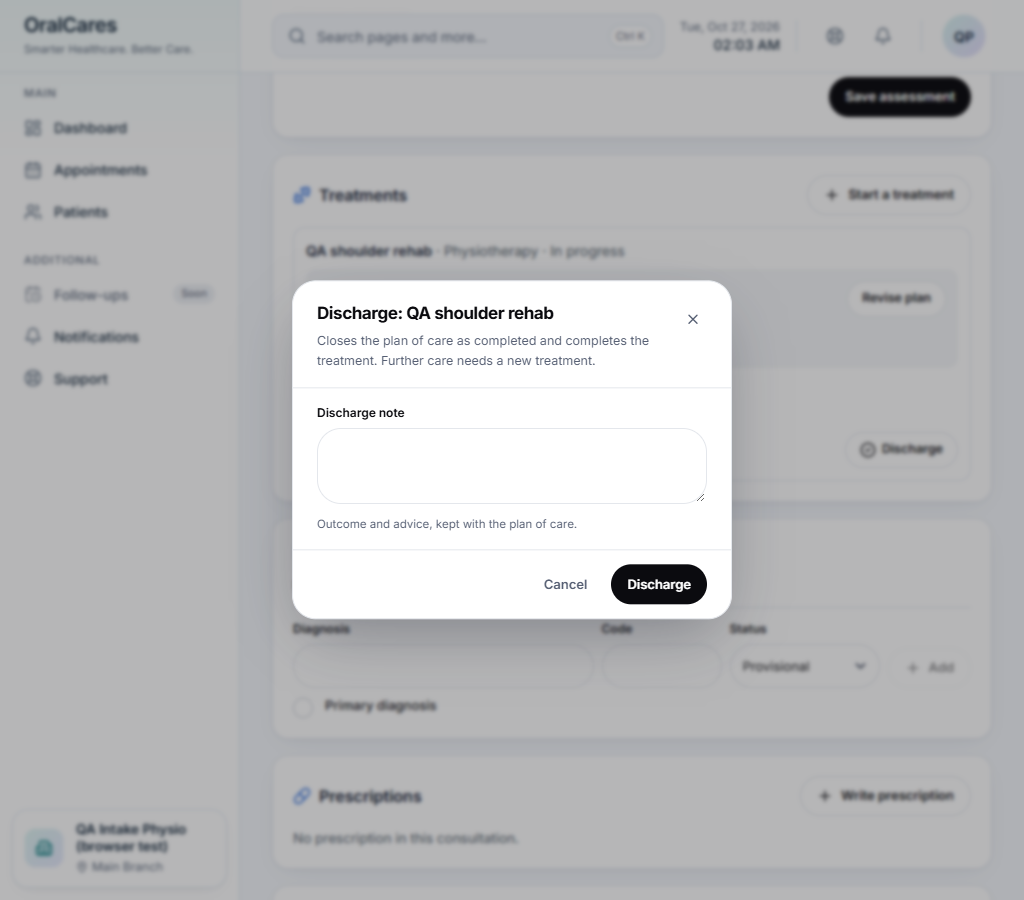 OralCares
Smarter Healthcare. Better Care.
Search pages and more...
Ctrl K
Tue, Oct 27, 2026
02:03 AM
QP
MAIN
Dashboard
Appointments
Patients
ADDITIONAL
Follow-ups
Soon
Notifications
Support
QA Intake Physio
(browser test)
Main Branch
Save assessment
Treatments
Start a treatment
QA shoulder rehab · Physiotherapy · In progress
Revise plan
Discharge
Discharge: QA shoulder rehab
Closes the plan of care as completed and completes the
treatment. Further care needs a new treatment.
Discharge note
Outcome and advice, kept with the plan of care.
Cancel
Discharge
Diagnosis
Code
Status
Provisional
Add
Primary diagnosis
Prescriptions
Write prescription
No prescription in this consultation.